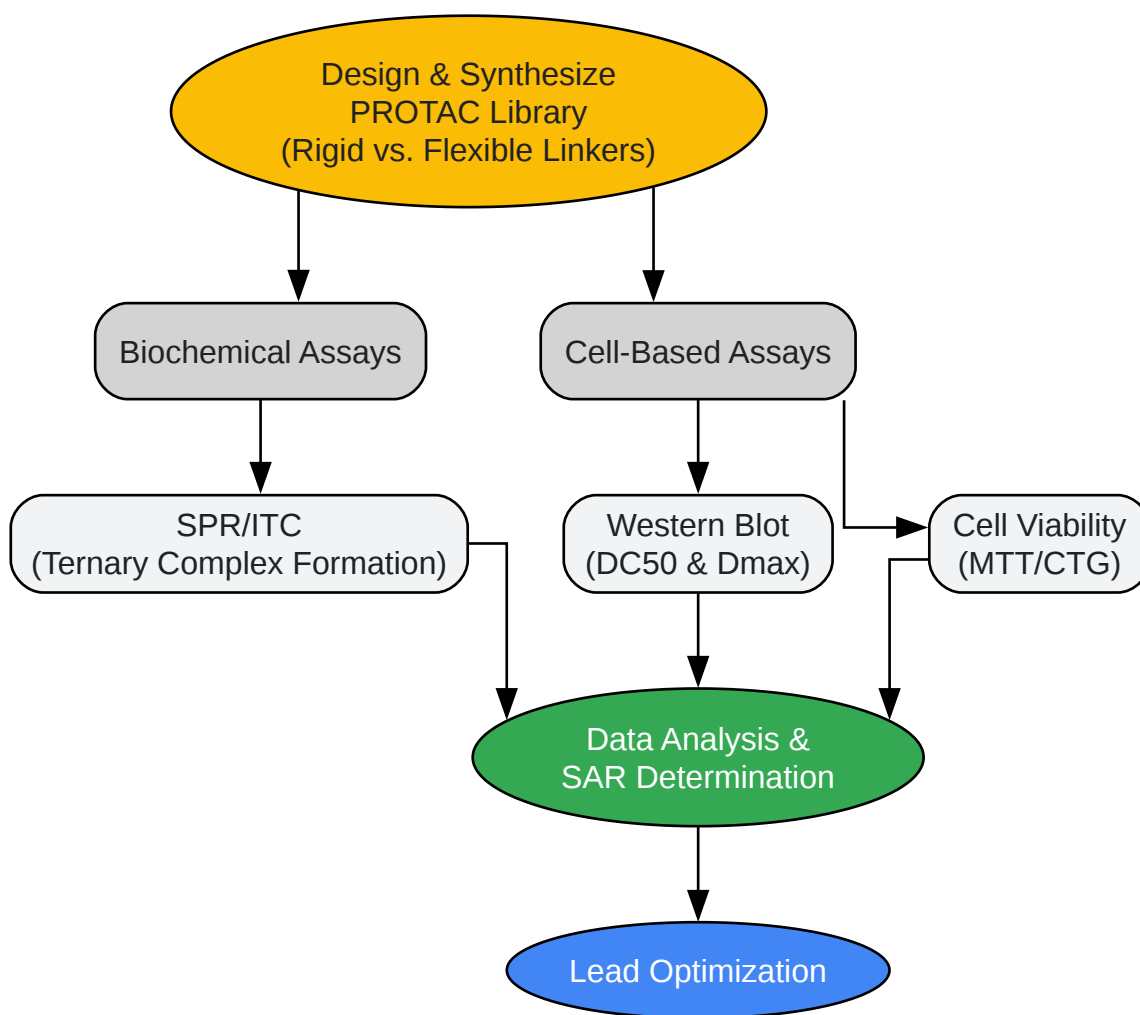 Design & Synthesize
PROTAC Library
(Rigid vs. Flexible Linkers)
Biochemical Assays
Cell-Based Assays
SPR/ITC
(Ternary Complex Formation)
Western Blot
(DC50 & Dmax)
Cell Viability
(MTT/CTG)
Data Analysis &
SAR Determination
Lead Optimization